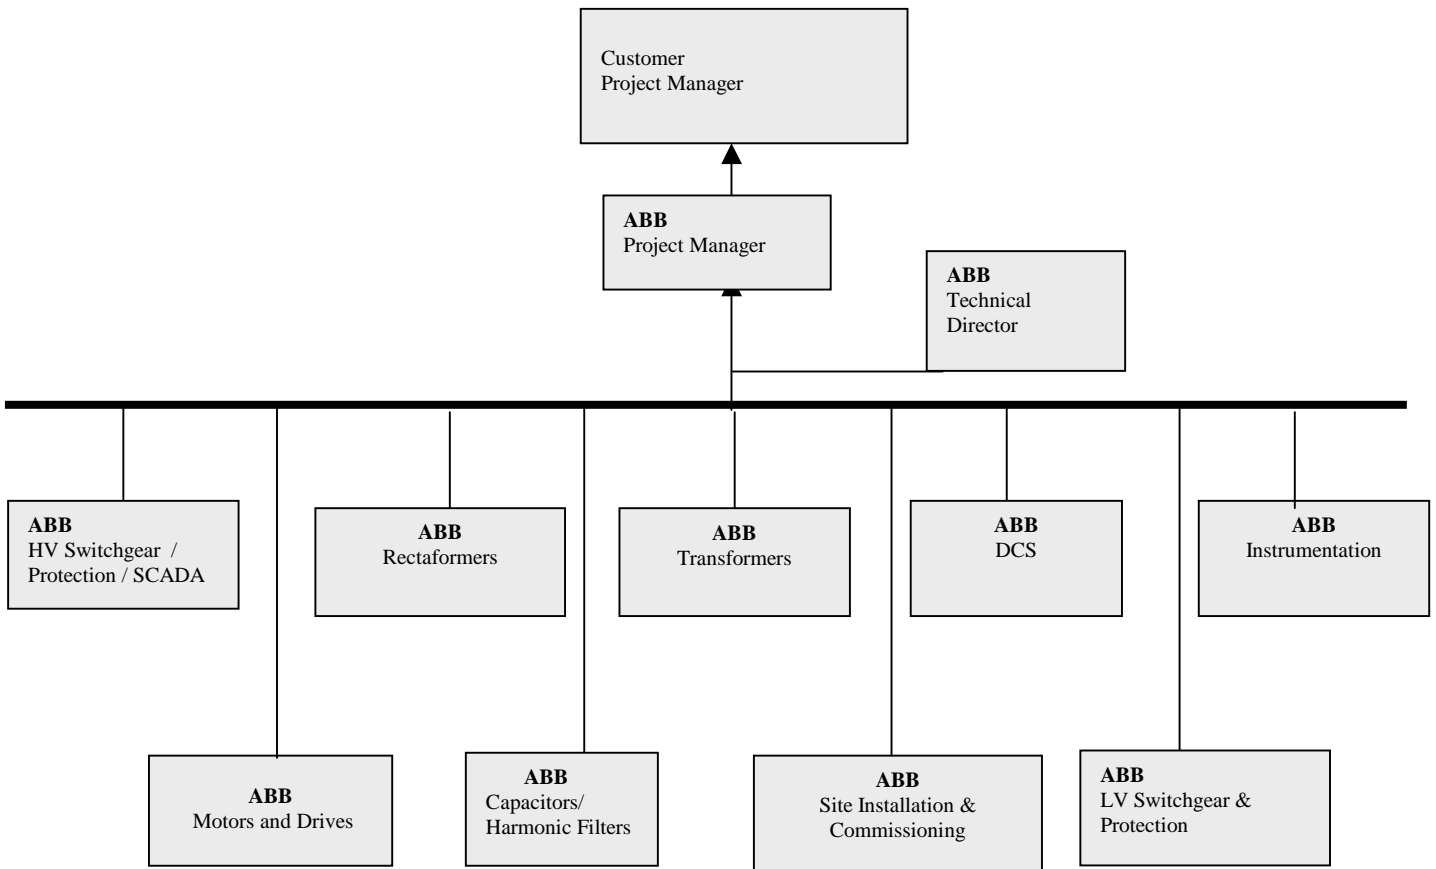 Customer
Project Manager
ABB
Project Manager
ABB
Technical
Director
ABB
HV Switchgear  /
Protection / SCADA
ABB
Rectaformers
ABB
Transformers
ABB
DCS
ABB
Instrumentation
ABB
Motors and Drives
ABB
Capacitors/
Harmonic Filters
ABB
Site Installation &
Commissioning
ABB
LV Switchgear &
Protection